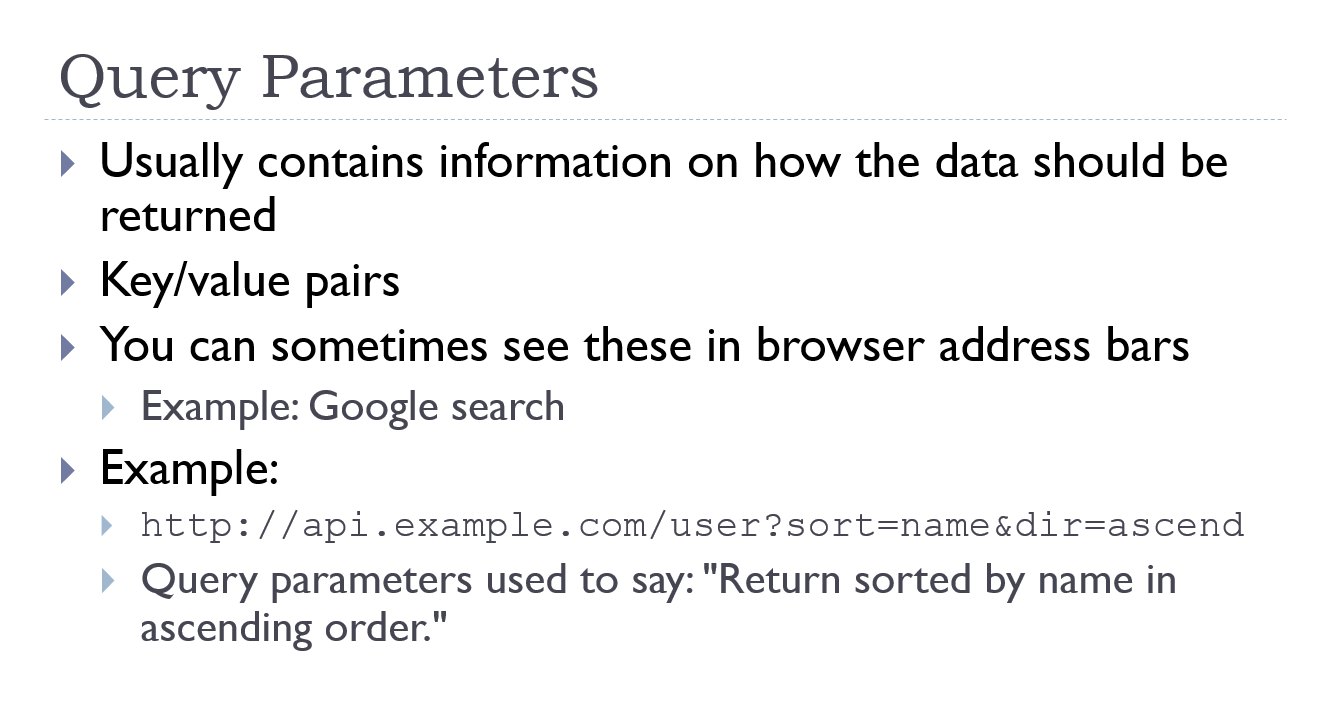 Query Parameters
Usually contains information on how the data should be
returned
Key/value pairs
You can sometimes see these in browser address bars
Example: Google search
Example:
http://api.example.com/user?sort=name&dir=ascend
Query parameters used to say: "Return sorted by name in
ascending order."